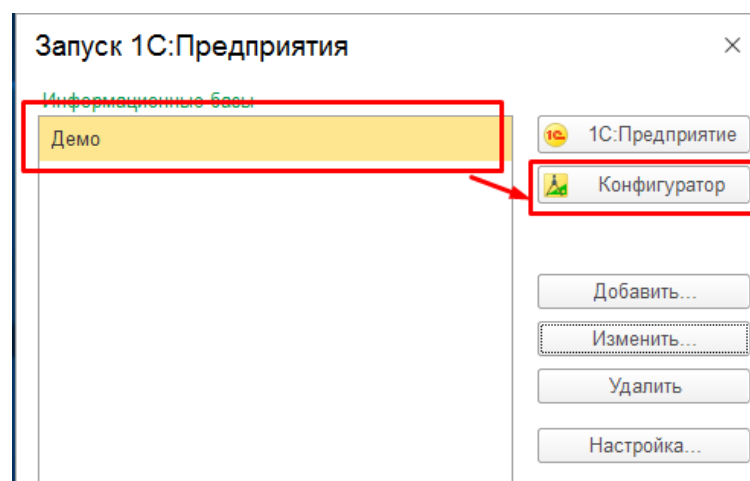 Запуск 1С:Предприятия
Информационные базы
Демо
1С:Предприятие
Конфигуратор
Добавить...
Изменить...
Удалить
Настройка...